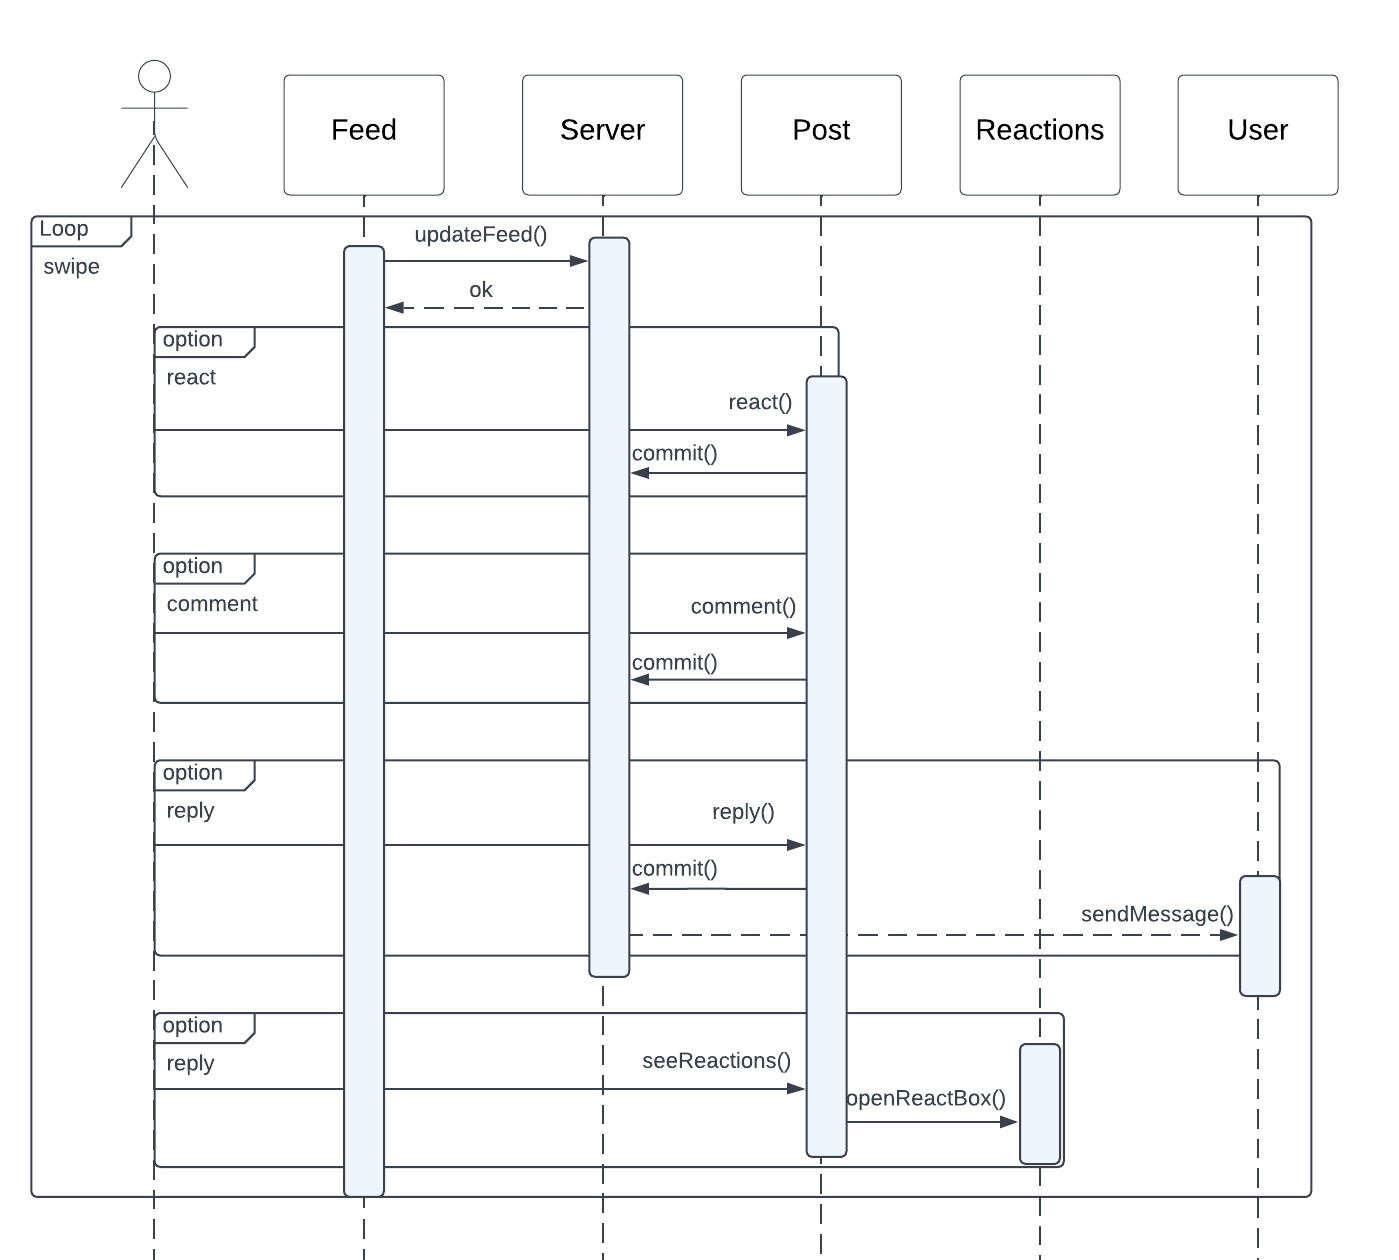 Feed
Server
Post
Reactions
User
Loop
swipe
updateFeed()
ok
option
react
react()
commit()
option
comment
comment()
commit()
option
reply
reply()
commit()
sendMessage()
option
reply
seeReactions()
openReactBox()